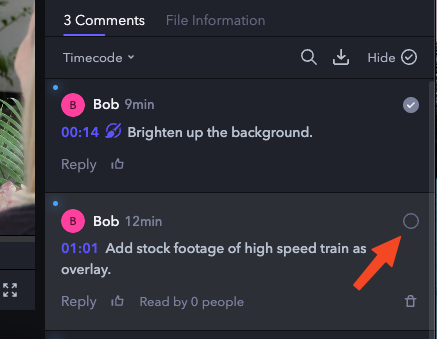 3 Comments File Information
Timecode Hide
B Bob 9min
00:14 Brighten up the background.
Reply
B Bob 12min
01:01 Add stock footage of high speed train as
overlay.
Reply Read by 0 people